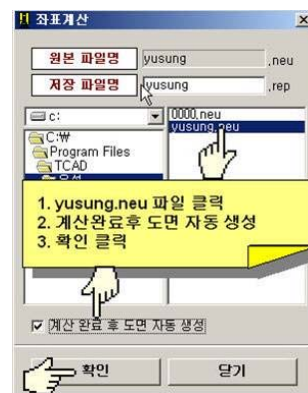 좌표계산
원본 파일명 yusung .neu
저장 파일명 yusung .rep
c:
0000.neu
C:₩
yusung.neu
Program Files
TCAD
1. yusung.neu 파일 클릭
2. 계산완료후 도면 자동 생성
3. 확인 클릭
계산 완료 후 도면 자동 생성
확인 닫기